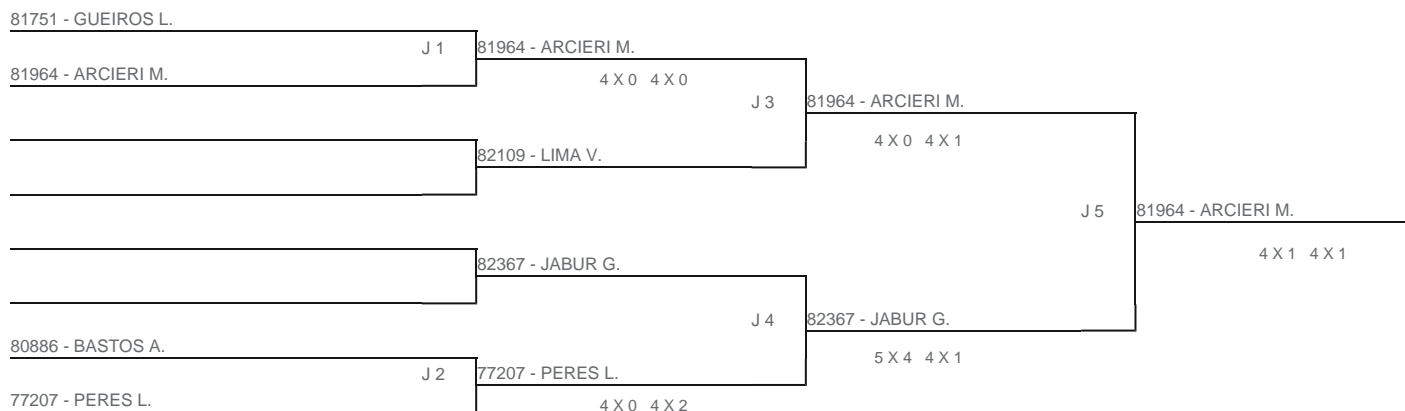 81751 - GUEIROS L.
J 1
81964 - ARCIERI M.
81964 - ARCIERI M.
4 X 0 4 X 0
J 3
81964 - ARCIERI M.
4 X 0 4 X 1
82109 - LIMA V.
J 5
81964 - ARCIERI M.
4 X 1 4 X 1
82367 - JABUR G.
J 4
82367 - JABUR G.
5 X 4 4 X 1
80886 - BASTOS A.
J 2
77207 - PERES L.
77207 - PERES L.
4 X 0 4 X 2